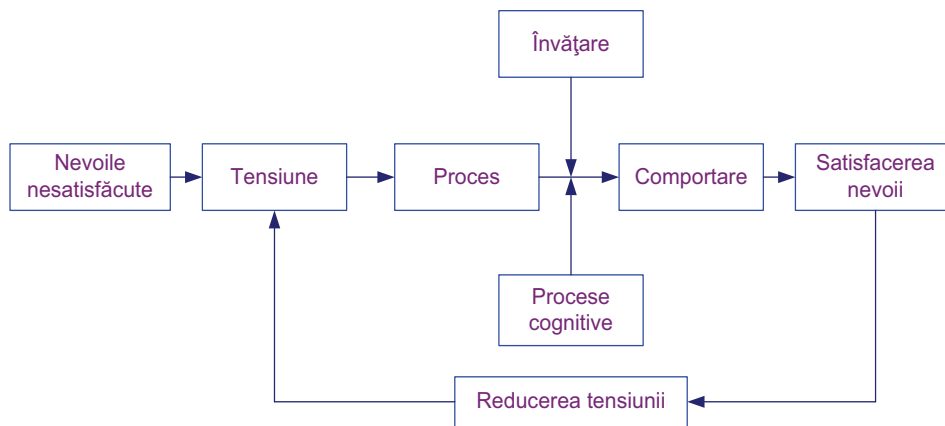 Învăţare
Nevoile
nesatisfăcute
Tensiune
Proces
Comportare
Satisfacerea
nevoii
Procese
cognitive
Reducerea tensiunii